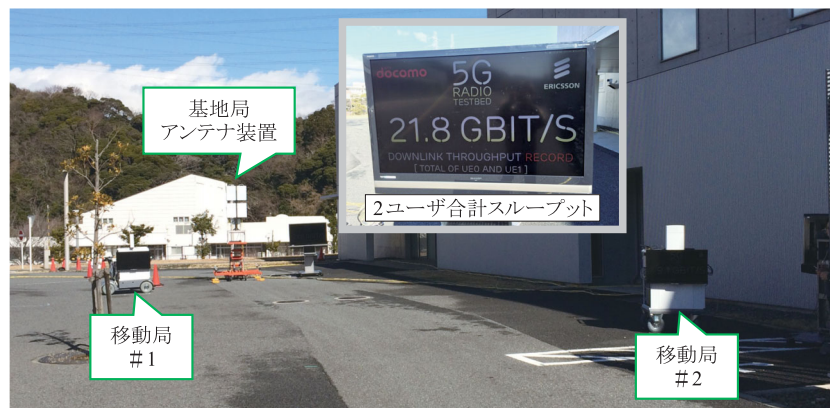 基地局
アンテナ装置
docomo
5G
RADIO
TESTBED
ERICSSON
21.8 GBIT/S
DOWNLINK THROUGHPUT RECORD
[ TOTAL OF UE0 AND UE1 ]
2ユーザ合計スループット
移動局
#1
移動局
#2